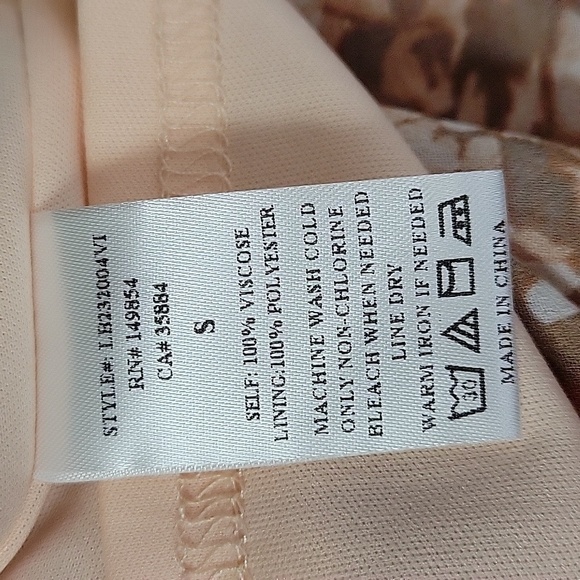 STYLE#: LB232004VI
RN# 149854
CA# 35884
S
SELF: 100% VISCOSE
LINING:100% POLYESTER
MACHINE WASH COLD
ONLY NON-CHLORINE
BLEACH WHEN NEEDED
LINE DRY
WARM IRON IF NEEDED
30
MADE IN CHINA